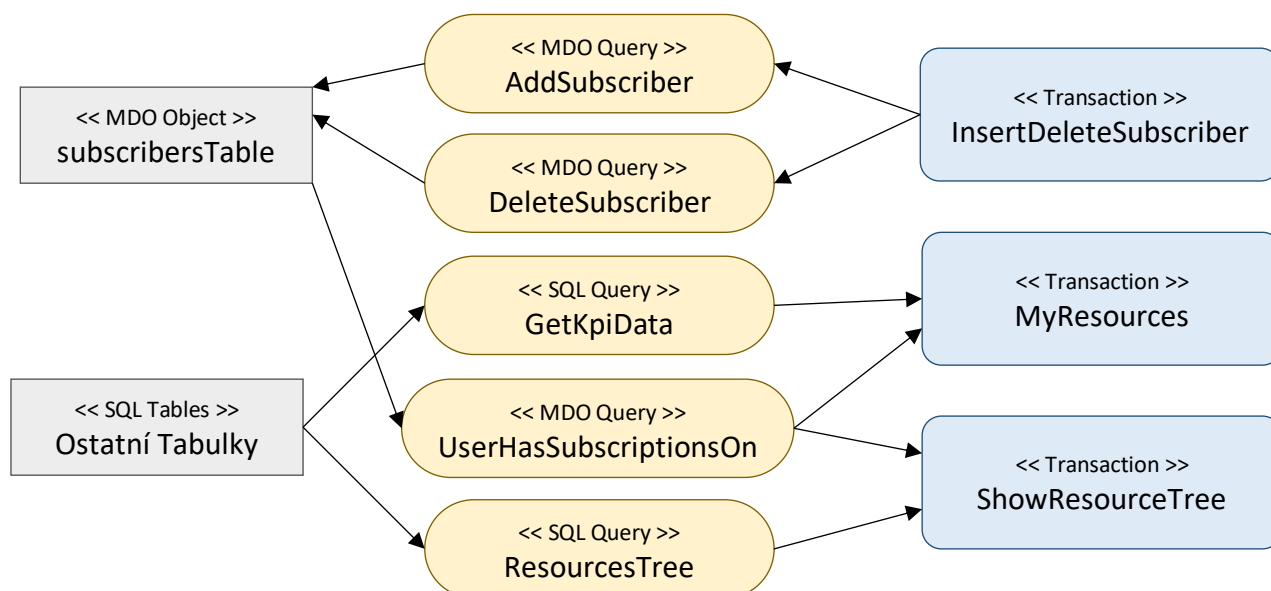 << MDO Object >>
subscribersTable
<< SQL Tables >>
Ostatní Tabulky
<< MDO Query >>
AddSubscriber
<< MDO Query >>
DeleteSubscriber
<< SQL Query >>
GetKpiData
<< MDO Query >>
UserHasSubscriptionsOn
<< SQL Query >>
ResourcesTree
<< Transaction >>
InsertDeleteSubscriber
<< Transaction >>
MyResources
<< Transaction >>
ShowResourceTree